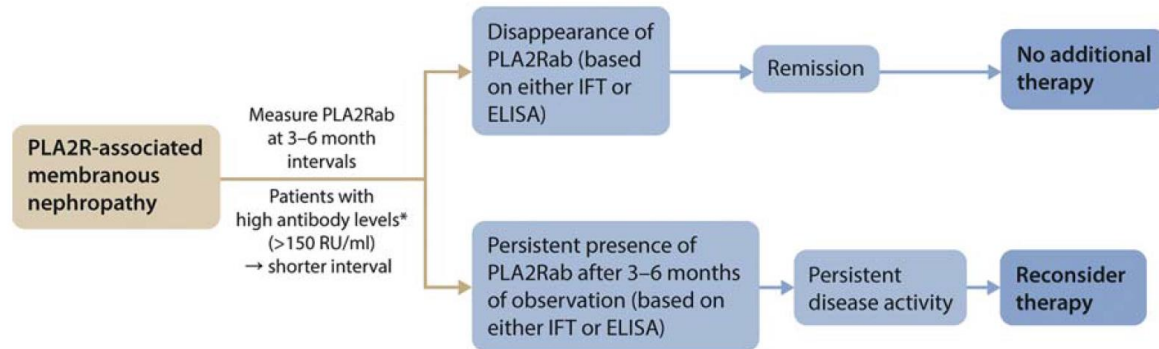 PLA2R-associated
membranous
nephropathy
Measure PLA2Rab
at 3–6 month
intervals
Patients with
high antibody levels*
(>150 RU/ml)
→ shorter interval
Disappearance of
PLA2Rab (based
on either IFT or
ELISA)
Remission
No additional
therapy
Persistent presence of
PLA2Rab after 3–6 months
of observation (based on
either IFT or ELISA)
Persistent
disease activity
Reconsider
therapy